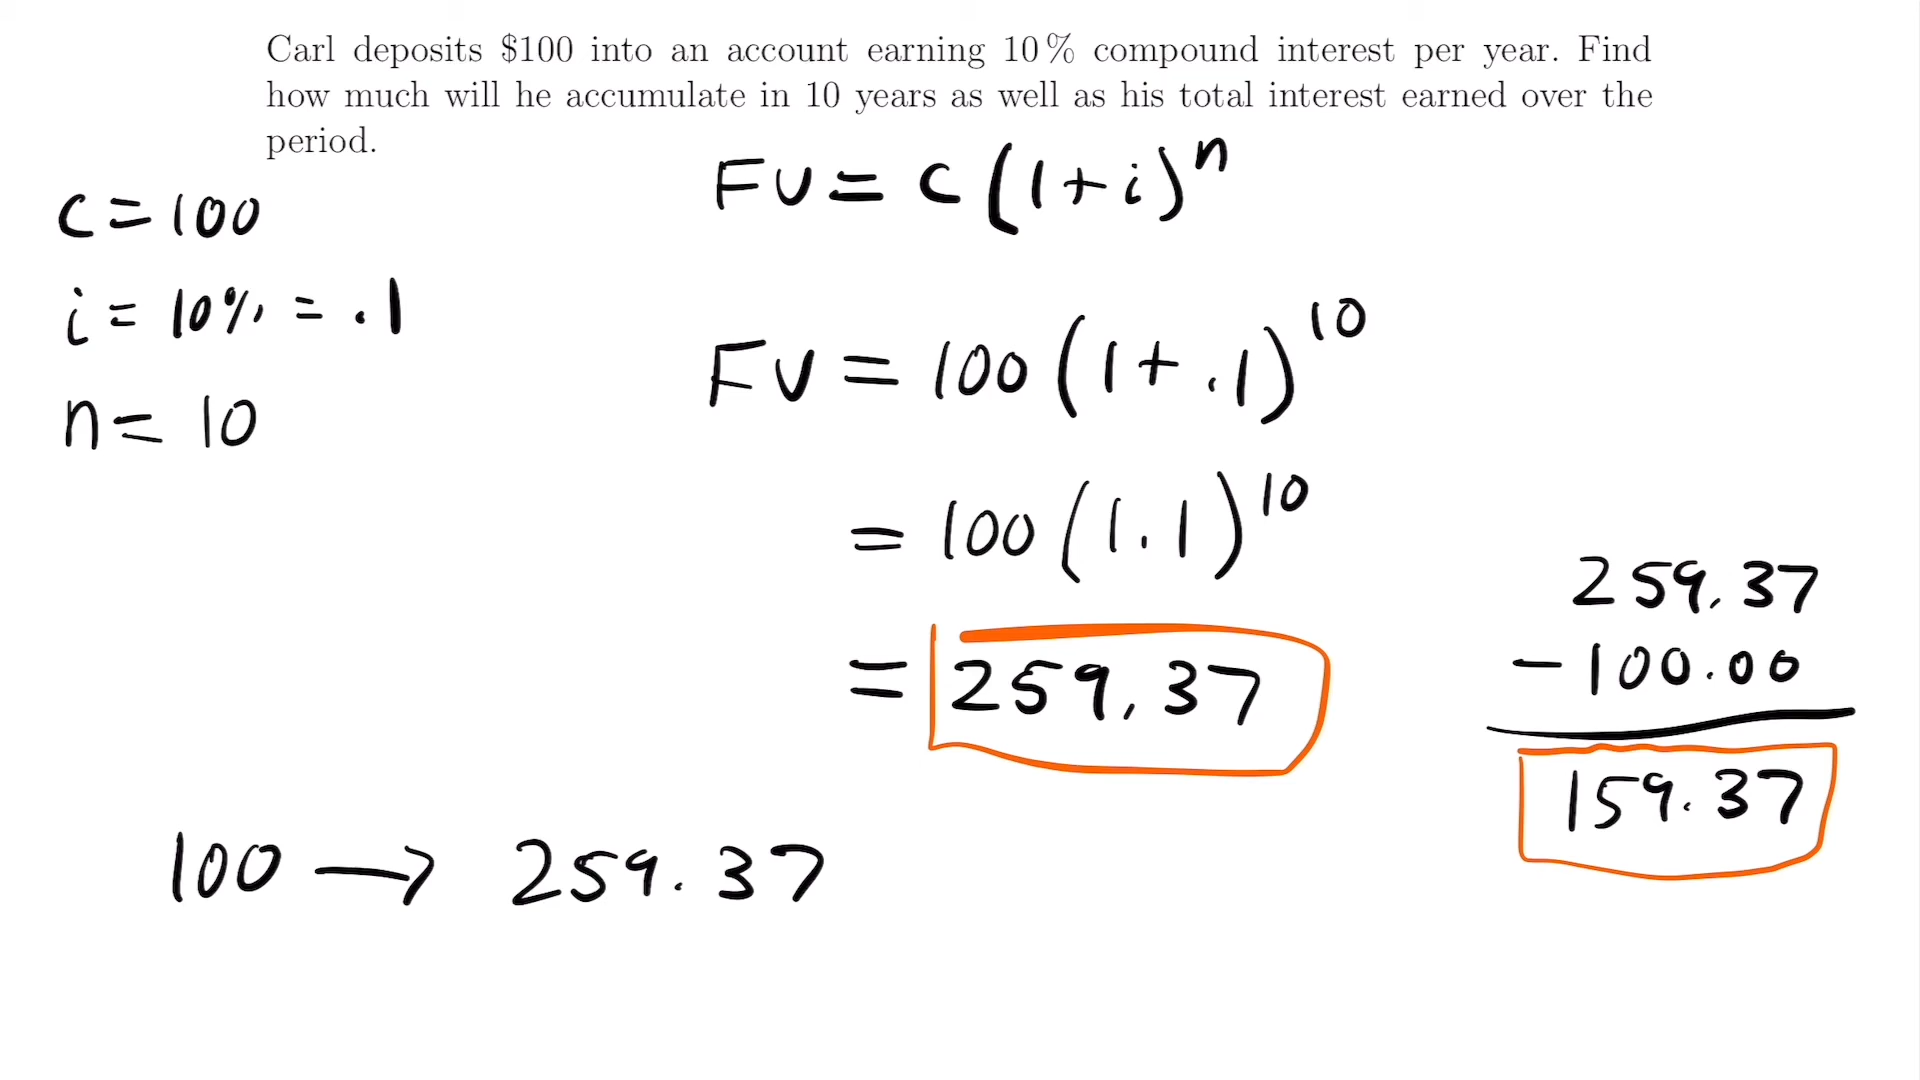 Carl deposits $100 into an account earning 10% compound interest per year. Find
how much will he accumulate in 10 years as well as his total interest earned over the
period.
FV = C(1+i)^n
C = 100
i = 10% = .1
n = 10
FV = 100(1+.1)^10
= 100(1.1)^10
= 259.37
259.37
- 100.00
159.37
100 → 259.37